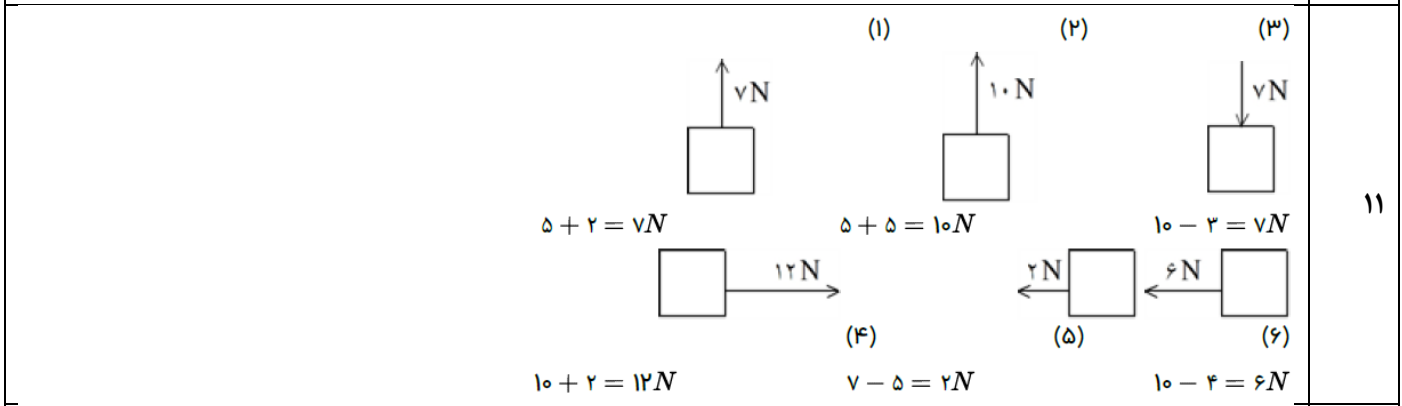 (۳) (۲) (۱)
۷N ۱۰N ۷N
۱۱
۱۰ − ۳ = ۷N ۵ + ۵ = ۱۰N ۵ + ۲ = ۷N
۶N ۲N ۱۲N
(۶) (۵) (۴)
۱۰ − ۴ = ۶N ۷ − ۵ = ۲N ۱۰ + ۲ = ۱۲N